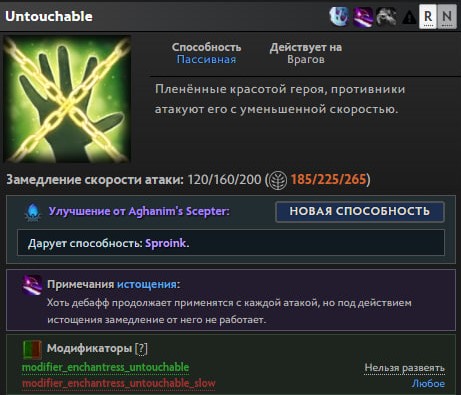 Untouchable
R N
Способность Действует на
Пассивная Врагов
Пленённые красотой героя, противники
атакуют его с уменьшенной скоростью.
Замедление скорости атаки: 120/160/200 ( 185/225/265)
Улучшение от Aghanim's Scepter: НОВАЯ СПОСОБНОСТЬ
Дарует способность: Sproink.
Примечания истощения:
Хоть дебафф продолжает применятся с каждой атакой, но под действием
истощения замедление от него не работает.
Модификаторы [?]
modifier_enchantress_untouchable Нельзя развеять
modifier_enchantress_untouchable_slow Любое